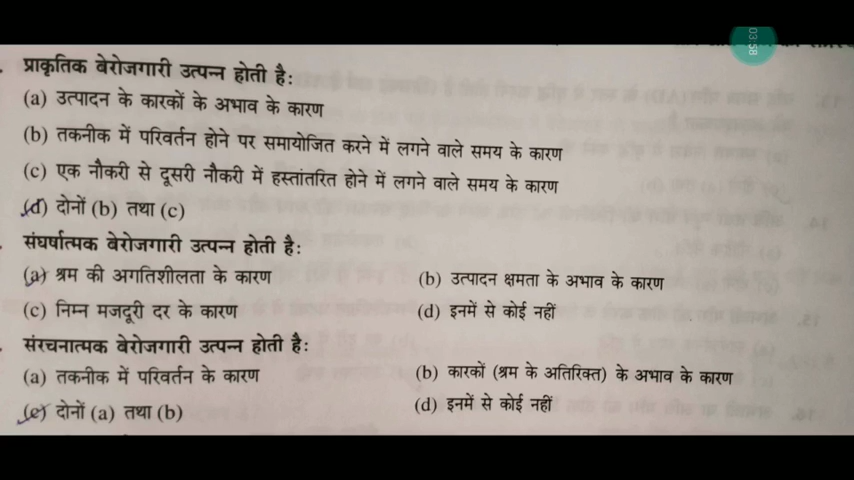 03:58
प्राकृतिक बेरोजगारी उत्पन्न होती है:
(a) उत्पादन के कारकों के अभाव के कारण
(b) तकनीक में परिवर्तन होने पर समायोजित करने में लगने वाले समय के कारण
(c) एक नौकरी से दूसरी नौकरी में हस्तांतरित होने में लगने वाले समय के कारण
(d) दोनों (b) तथा (c)
संघर्षात्मक बेरोजगारी उत्पन्न होती है:
(a) श्रम की अगतिशीलता के कारण (b) उत्पादन क्षमता के अभाव के कारण
(c) निम्न मजदूरी दर के कारण (d) इनमें से कोई नहीं
संरचनात्मक बेरोजगारी उत्पन्न होती है:
(a) तकनीक में परिवर्तन के कारण (b) कारकों (श्रम के अतिरिक्त) के अभाव के कारण
(c) दोनों (a) तथा (b) (d) इनमें से कोई नहीं